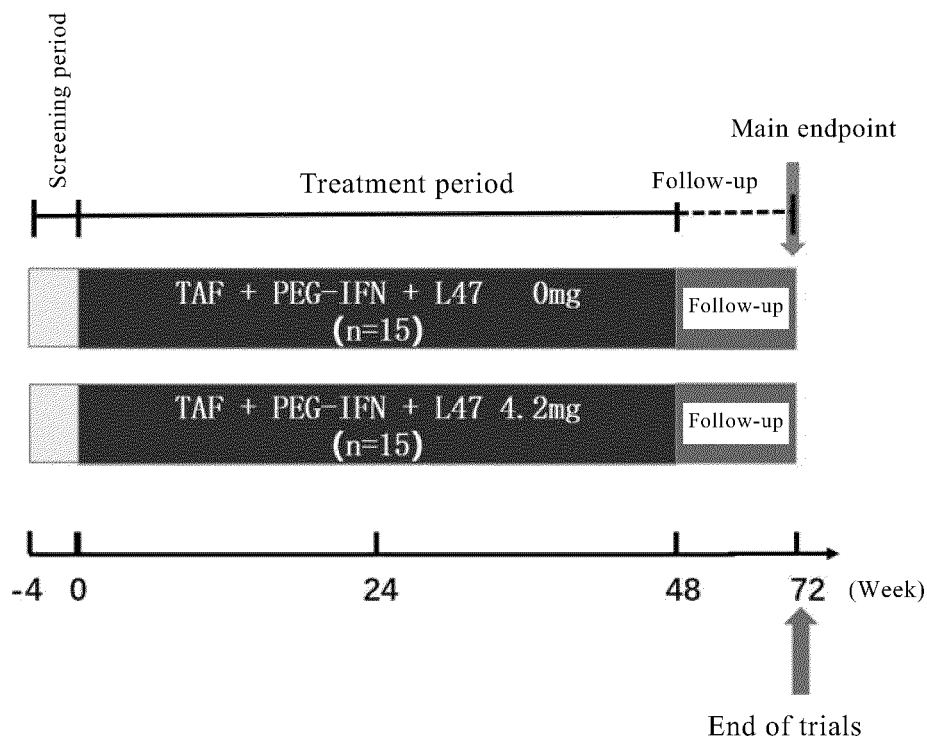 Screening period
Main endpoint
Treatment period
Follow-up
TAF + PEG-IFN + L47 0mg
(n=15)
Follow-up
TAF + PEG-IFN + L47 4.2mg
(n=15)
Follow-up
-4 0 24 48 72 (Week)
End of trials